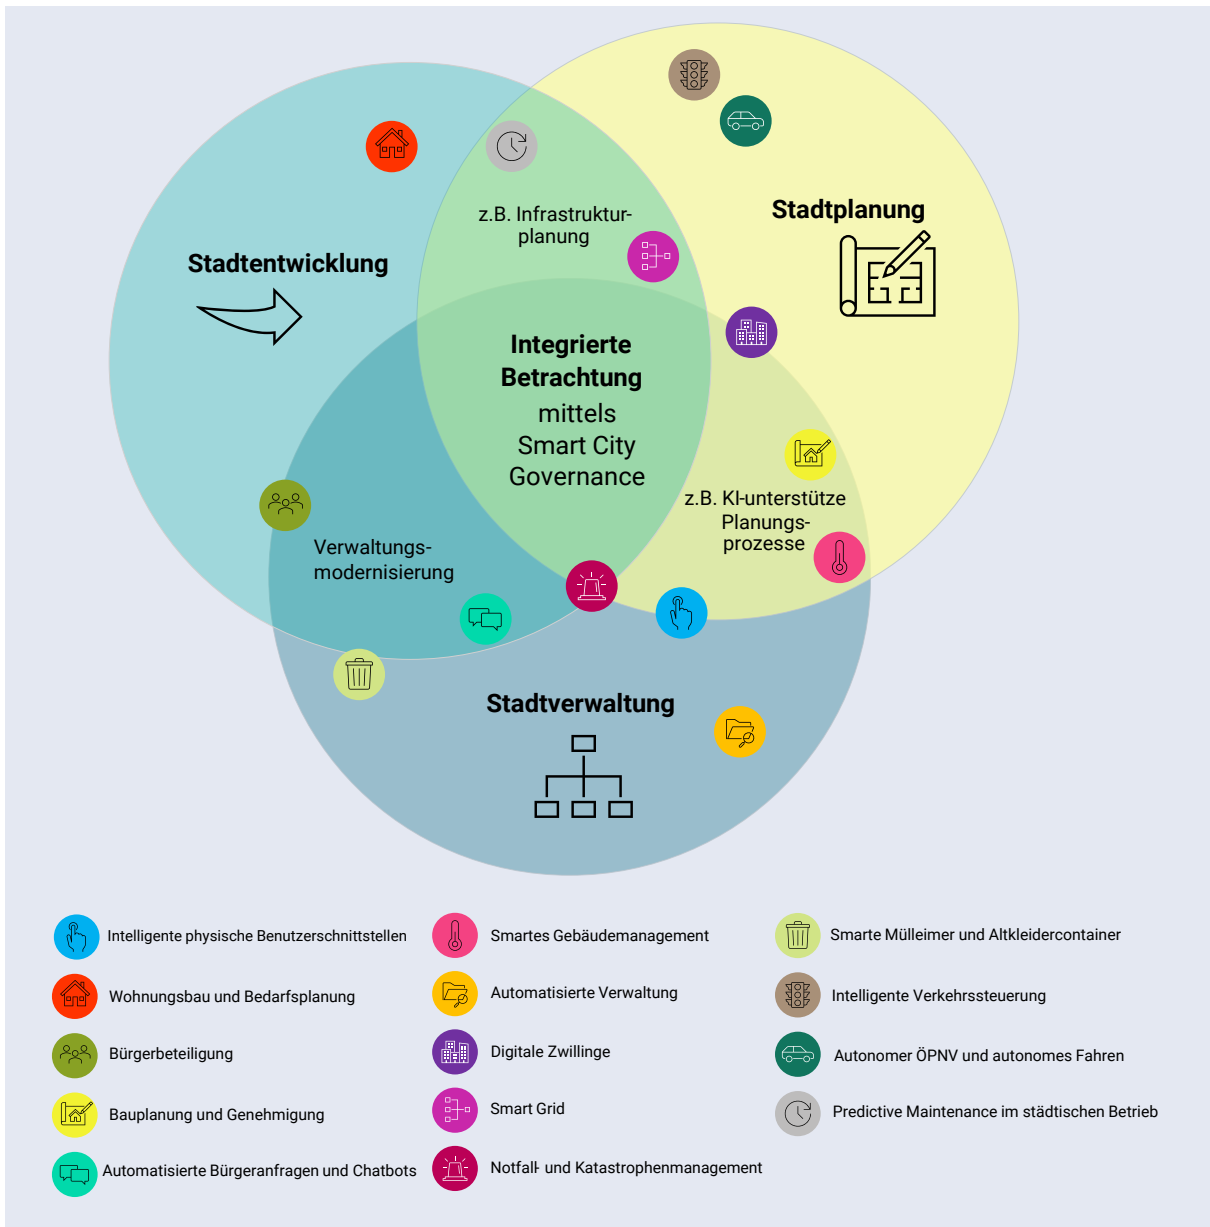 Stadtplanung
z.B. Infrastruktur-
planung
Stadtentwicklung
Integrierte
Betrachtung
mittels
Smart City
Governance
z.B. KI-unterstütze
Planungs-
prozesse
Verwaltungs-
modernisierung
Stadtverwaltung
Intelligente physische Benutzerschnittstellen
Wohnungsbau und Bedarfsplanung
Bürgerbeteiligung
Bauplanung und Genehmigung
Automatisierte Bürgeranfragen und Chatbots
Smartes Gebäudemanagement
Automatisierte Verwaltung
Digitale Zwillinge
Smart Grid
Notfall- und Katastrophenmanagement
Smarte Mülleimer und Altkleidercontainer
Intelligente Verkehrssteuerung
Autonomer ÖPNV und autonomes Fahren
Predictive Maintenance im städtischen Betrieb